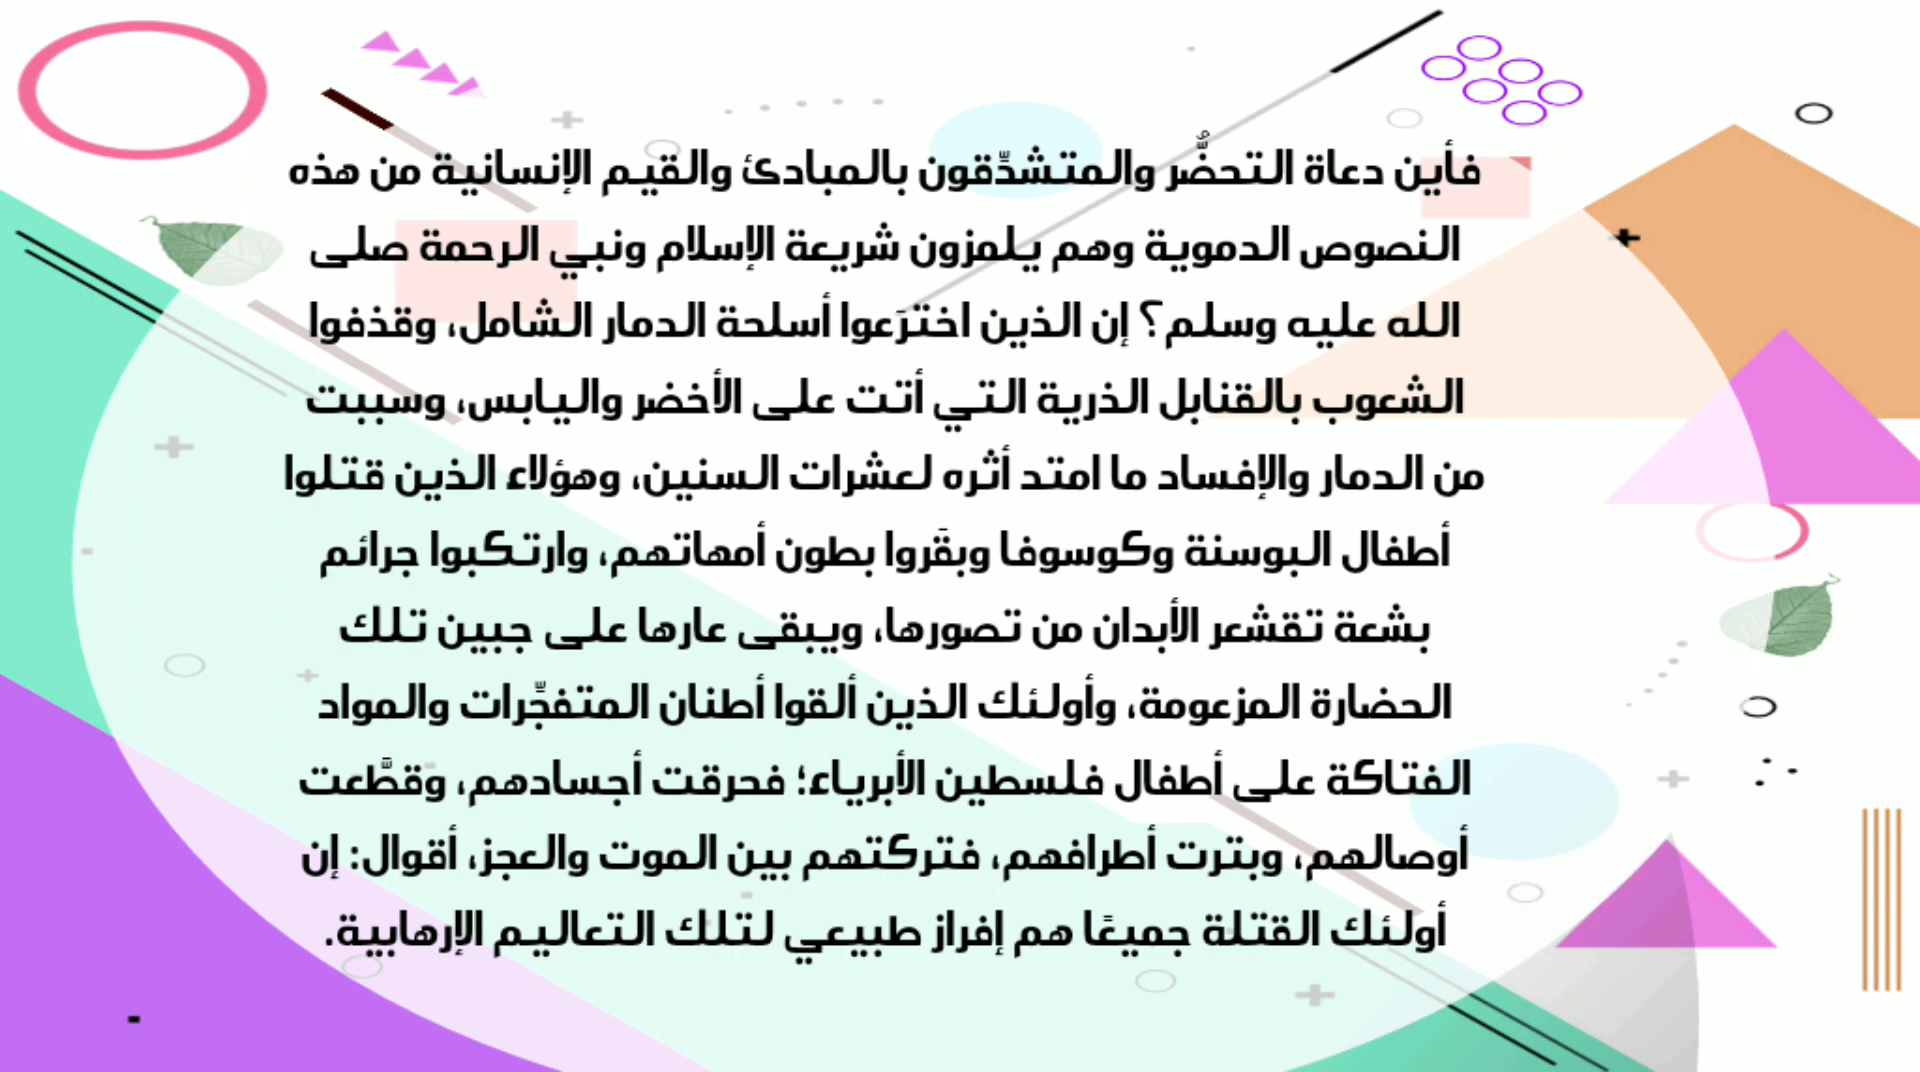 فأين دعاة التحضُّر والمتشدِّقون بالمبادئ والقيم الإنسانية من هذه
النصوص الدموية وهم يلمزون شريعة الإسلام ونبي الرحمة صلى
الله عليه وسلم؟ إن الذين اخترَعوا أسلحة الدمار الشامل، وقذفوا
الشعوب بالقنابل الذرية التي أتت على الأخضر واليابس، وسببت
من الدمار والإفساد ما امتد أثره لعشرات السنين، وهؤلاء الذين قتلوا
أطفال البوسنة وكوسوفا وبقَروا بطون أمهاتهم، وارتكبوا جرائم
بشعة تقشعر الأبدان من تصورها، ويبقى عارها على جبين تلك
الحضارة المزعومة، وأولئك الذين ألقوا أطنان المتفجِّرات والمواد
الفتاكة على أطفال فلسطين الأبرياء؛ فحرقت أجسادهم، وقطَّعت
أوصالهم، وبترت أطرافهم، فتركتهم بين الموت والعجز، أقوال: إن
أولئك القتلة جميعًا هم إفراز طبيعي لتلك التعاليم الإرهابية.